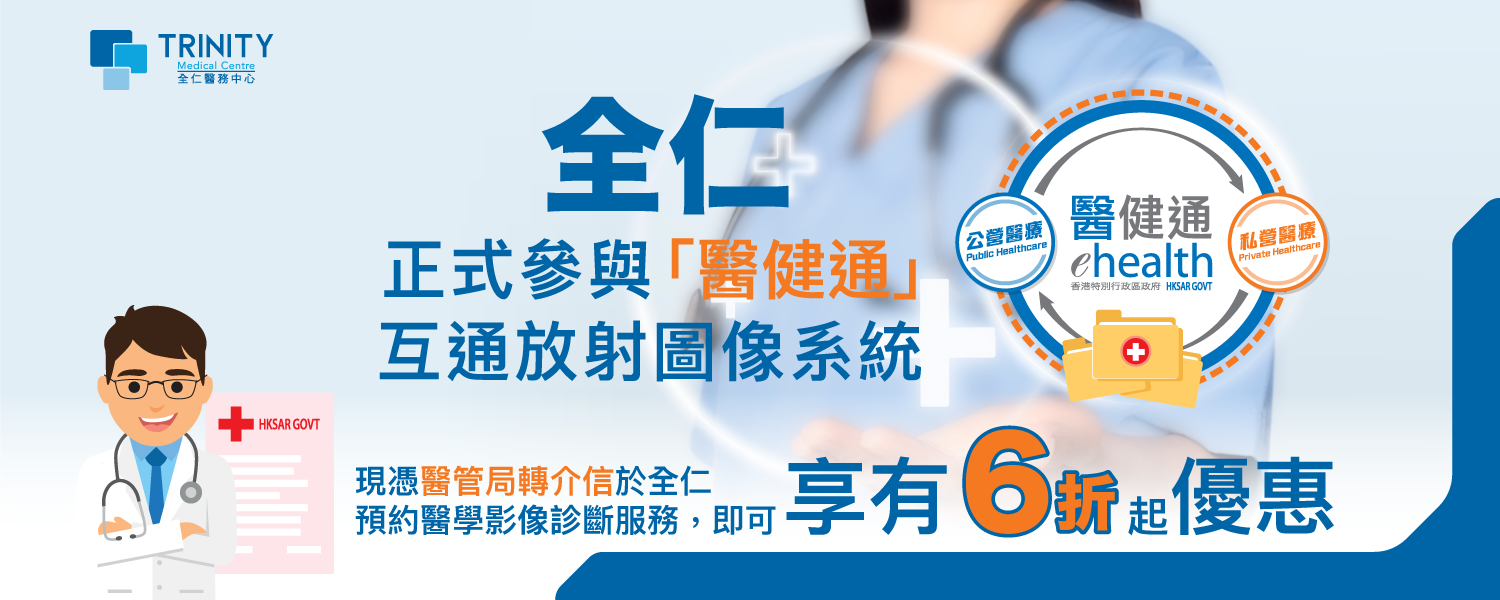 TRINITY
Medical Centre
全仁醫務中心
全仁
正式參與「醫健通」
互通放射圖像系統
公營醫療
Public Healthcare
醫健通
ehealth
香港特別行政區政府 HKSAR GOVT
私營醫療
Private Healthcare
HKSAR GOVT
現憑醫管局轉介信於全仁
預約醫學影像診斷服務，即可
享有6折起優惠